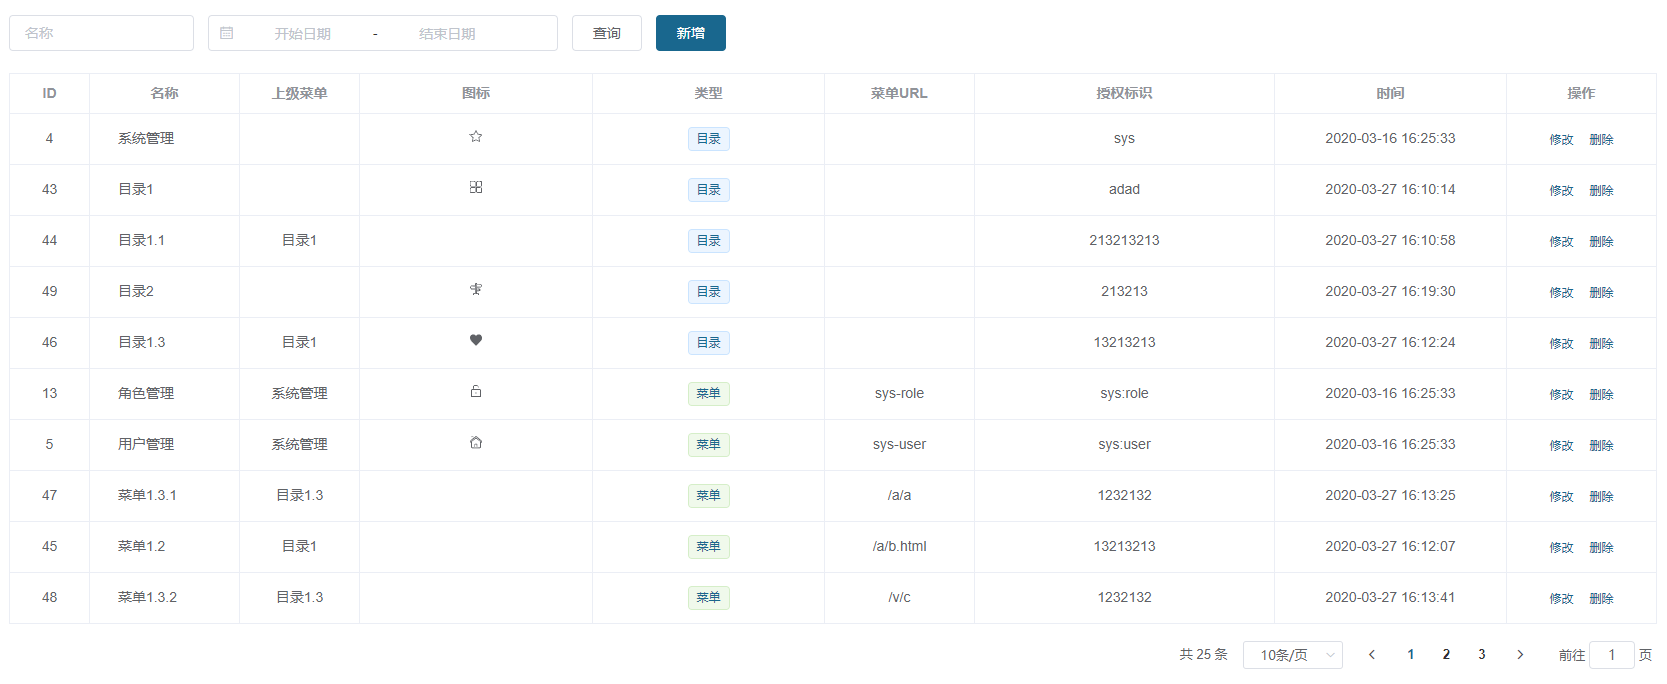 名称 开始日期 - 结束日期 查询 新增
ID 名称 上级菜单 图标 类型 菜单URL 授权标识 时间 操作
4 系统管理 目录 sys 2020-03-16 16:25:33 修改 删除
43 目录1 目录 adad 2020-03-27 16:10:14 修改 删除
44 目录1.1 目录1 目录 213213213 2020-03-27 16:10:58 修改 删除
49 目录2 目录 213213 2020-03-27 16:19:30 修改 删除
46 目录1.3 目录1 目录 13213213 2020-03-27 16:12:24 修改 删除
13 角色管理 系统管理 菜单 sys-role sys:role 2020-03-16 16:25:33 修改 删除
5 用户管理 系统管理 菜单 sys-user sys:user 2020-03-16 16:25:33 修改 删除
47 菜单1.3.1 目录1.3 菜单 /a/a 1232132 2020-03-27 16:13:25 修改 删除
45 菜单1.2 目录1 菜单 /a/b.html 13213213 2020-03-27 16:12:07 修改 删除
48 菜单1.3.2 目录1.3 菜单 /v/c 1232132 2020-03-27 16:13:41 修改 删除
共 25 条 10条/页 1 2 3 前往 1 页